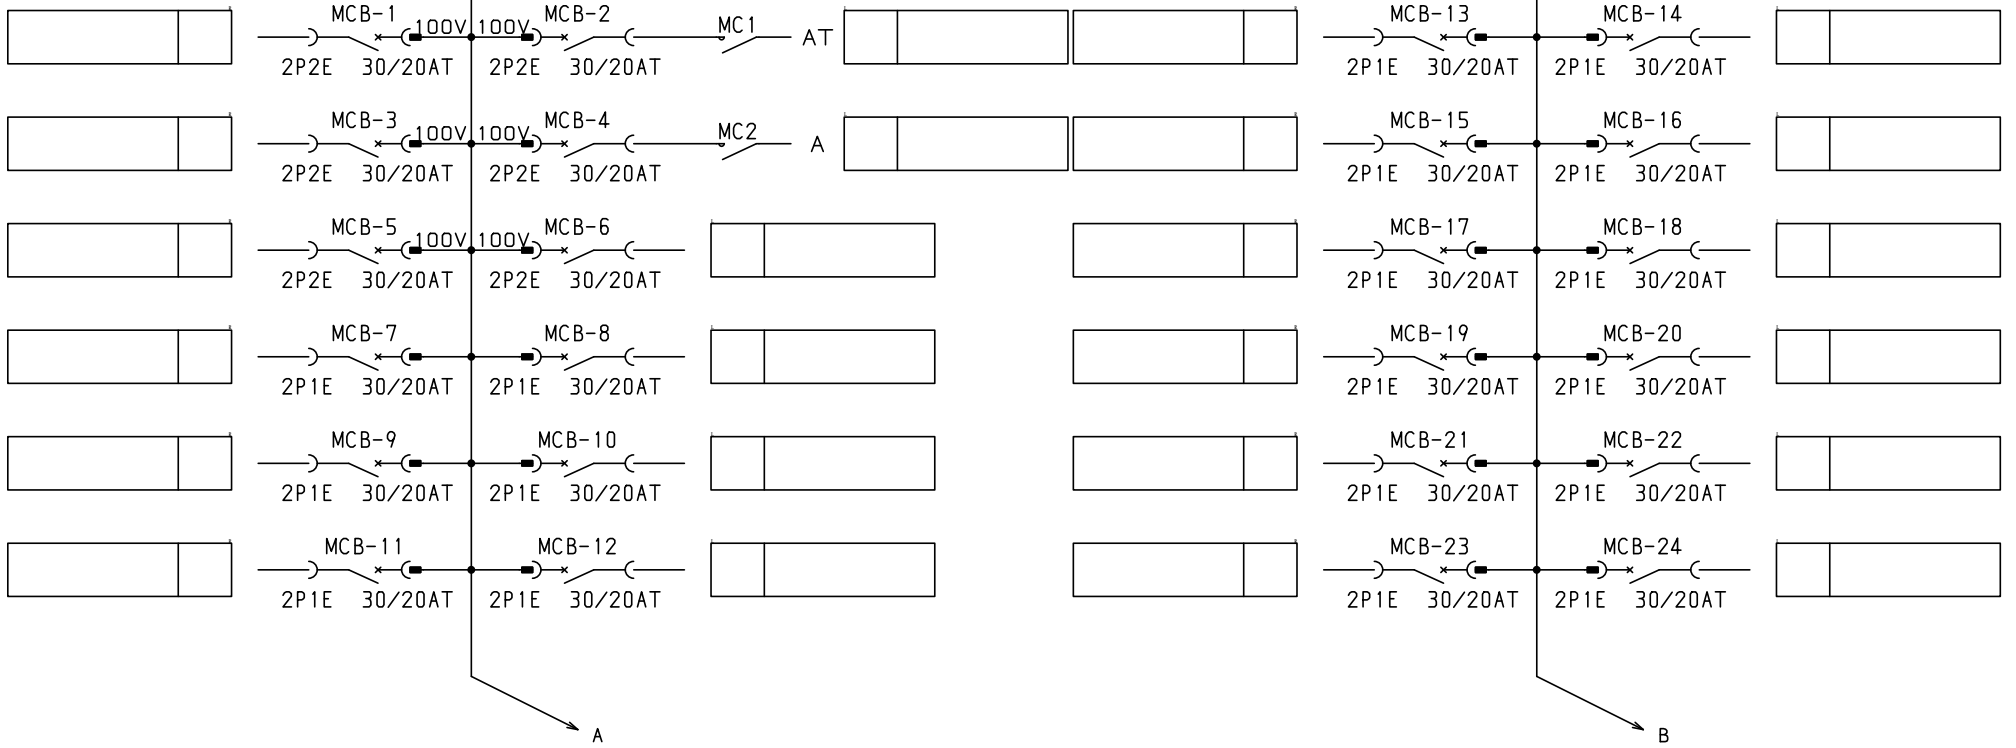 MCB-1 MCB-2 MCB-13 MCB-14
100V 100V MC1 AT
2P2E 30/20AT 2P2E 30/20AT 2P1E 30/20AT 2P1E 30/20AT
MCB-3 MCB-4 MCB-15 MCB-16
100V 100V MC2 A
2P2E 30/20AT 2P2E 30/20AT 2P1E 30/20AT 2P1E 30/20AT
MCB-5 MCB-6 MCB-17 MCB-18
100V 100V
2P2E 30/20AT 2P2E 30/20AT 2P1E 30/20AT 2P1E 30/20AT
MCB-7 MCB-8 MCB-19 MCB-20
2P1E 30/20AT 2P1E 30/20AT 2P1E 30/20AT 2P1E 30/20AT
MCB-9 MCB-10 MCB-21 MCB-22
2P1E 30/20AT 2P1E 30/20AT 2P1E 30/20AT 2P1E 30/20AT
MCB-11 MCB-12 MCB-23 MCB-24
2P1E 30/20AT 2P1E 30/20AT 2P1E 30/20AT 2P1E 30/20AT
A B